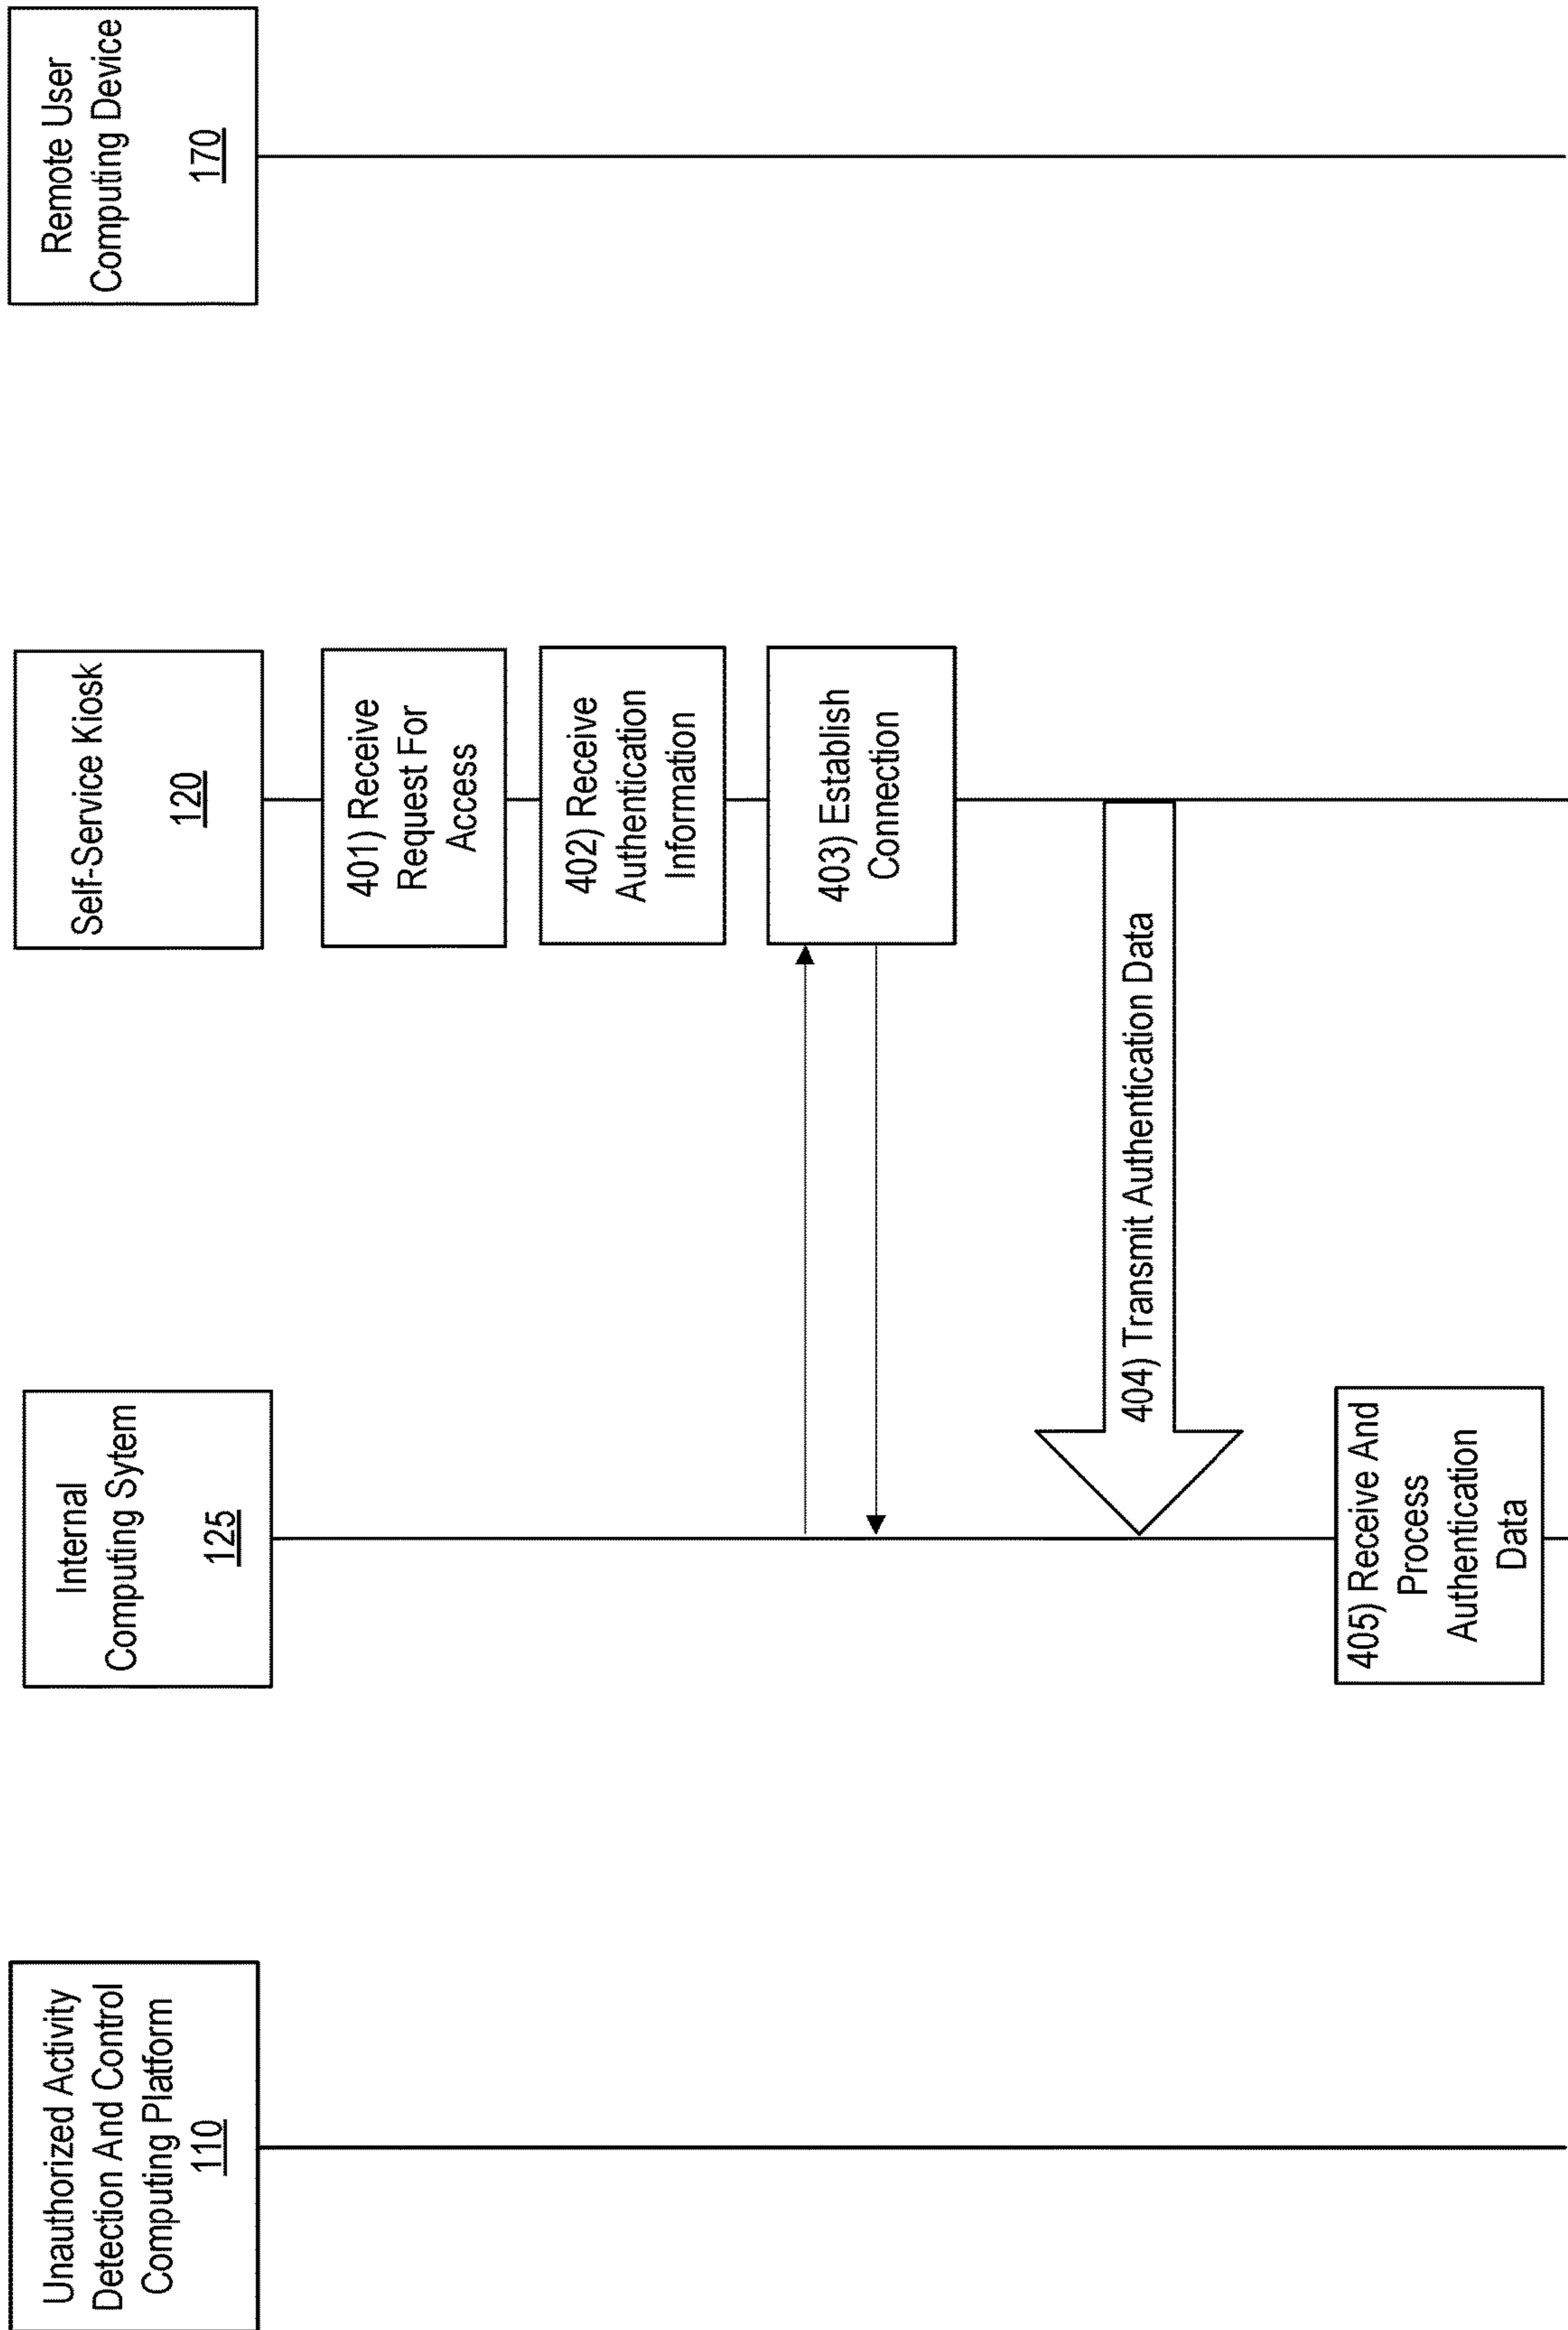 Unauthorized Activity
Detection And Control
Computing Platform
110
Internal
Computing Sytem
125
Self-Service Kiosk
120
Remote User
Computing Device
170
401) Receive
Request For
Access
402) Receive
Authentication
Information
403) Establish
Connection
404) Transmit Authentication Data
405) Receive And
Process
Authentication
Data